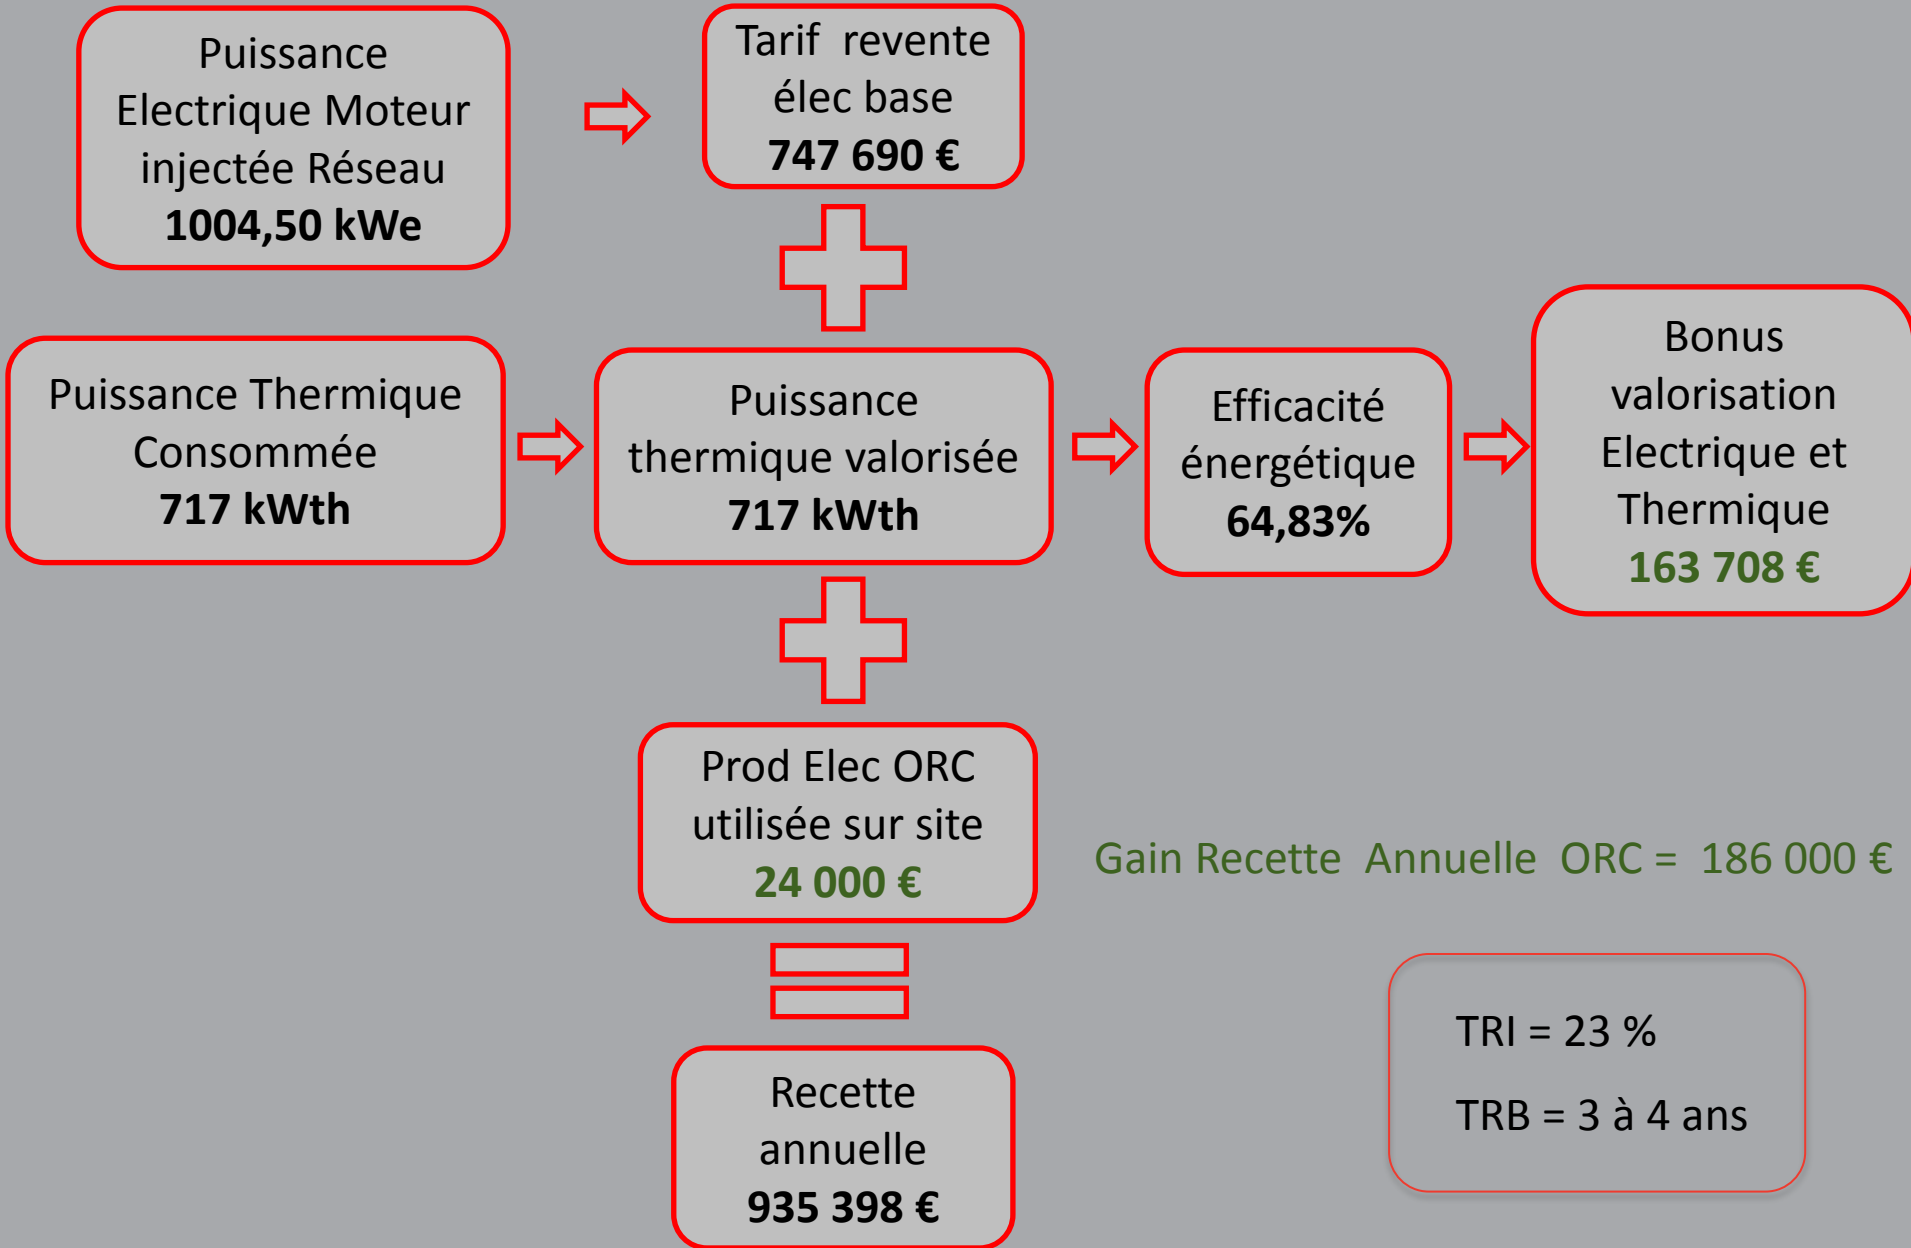 Puissance
Electrique Moteur
injectée Réseau
1004,50 kWe
Tarif revente
élec base
747 690 €
Puissance Thermique
Consommée
717 kWth
Puissance
thermique valorisée
717 kWth
Efficacité
énergétique
64,83%
Bonus
valorisation
Electrique et
Thermique
163 708 €
Prod Elec ORC
utilisée sur site
24 000 €
Gain Recette Annuelle ORC = 186 000 €
Recette
annuelle
935 398 €
TRI = 23 %
TRB = 3 à 4 ans